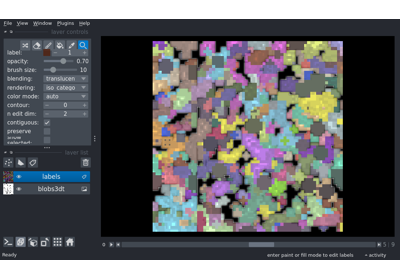 File View Window Plugins Help
layer controls
label: 1
opacity: 0.70
brush size: 10
blending: translucen
rendering: iso catego
color mode: auto
contour: 0
n edit dim: 2
contiguous:
preserve
selected:
layer list
labels
blobs3dt
Ready
enter paint or fill mode to edit labels
activity